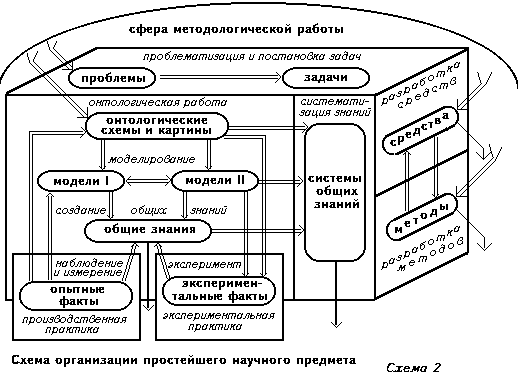 сфера методологической работы
проблематизация и постановка задач
проблемы
задачи
онтологическая работа
онтологические
схемы и картины
системати-
зация знаний
разработка
средств
средства
моделирование
модели I
модели II
системы
общих
знаний
создание общих знаний
общие знания
методы
разработка
методов
наблюдение
и измерение
эксперимент
опытные
факты
эксперимен-
тальные факты
производственная
практика
экспериментальная
практика
Схема организации простейшего научного предмета
Схема 2